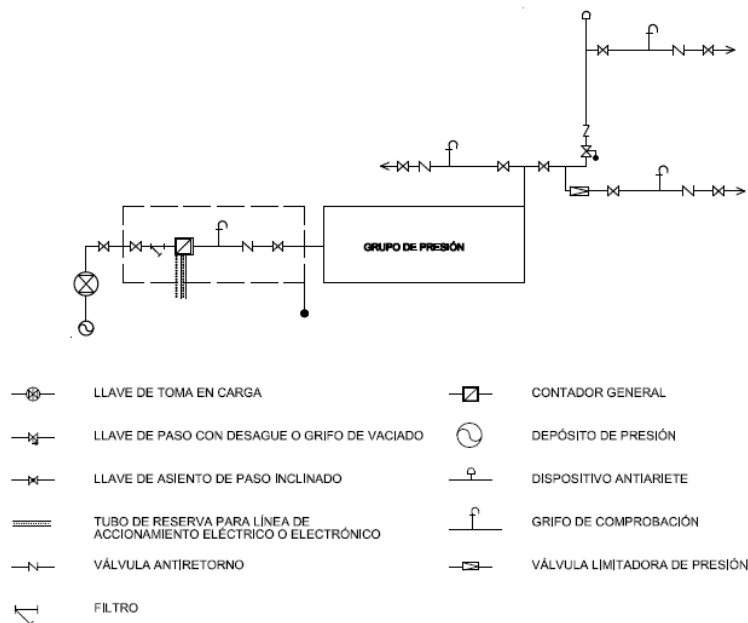 GRUPO DE PRESIÓN
LLAVE DE TOMA EN CARGA
LLAVE DE PASO CON DESAGUE O GRIFO DE VACIADO
LLAVE DE ASIENTO DE PASO INCLINADO
TUBO DE RESERVA PARA LÍNEA DE
ACCIONAMIENTO ELÉCTRICO O ELECTRÓNICO
VÁLVULA ANTIRETORNO
FILTRO
CONTADOR GENERAL
DEPÓSITO DE PRESIÓN
DISPOSITIVO ANTIARIETE
GRIFO DE COMPROBACIÓN
VÁLVULA LIMITADORA DE PRESIÓN